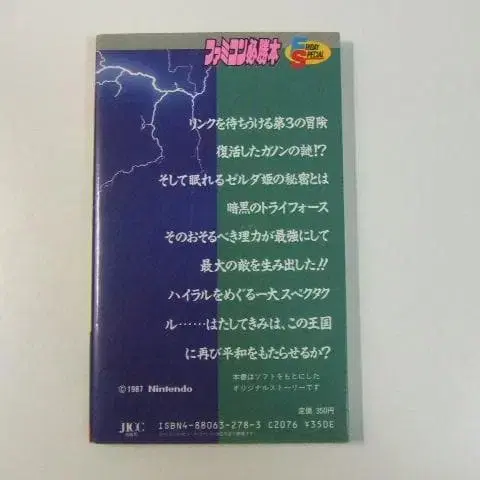 ファミコン必勝本
FRIDAY
SPECIAL
リンクを待ちうける第3の冒険
復活したガノンの謎!?
そして眠れるゼルダ姫の秘密とは
暗黒のトライフォース
そのおそるべき理力が最強にして
最大の敵を生み出した!!
ハイラルをめぐる一大スペクタク
ル……はたしてきみは、この王国
に再び平和をもたらせるか?
本書はソフトをもとにした
オリジナルストーリーです
©1987 Nintendo
定価 350円
JICC
ISBN4-88063-278-3 C2076 ¥350E